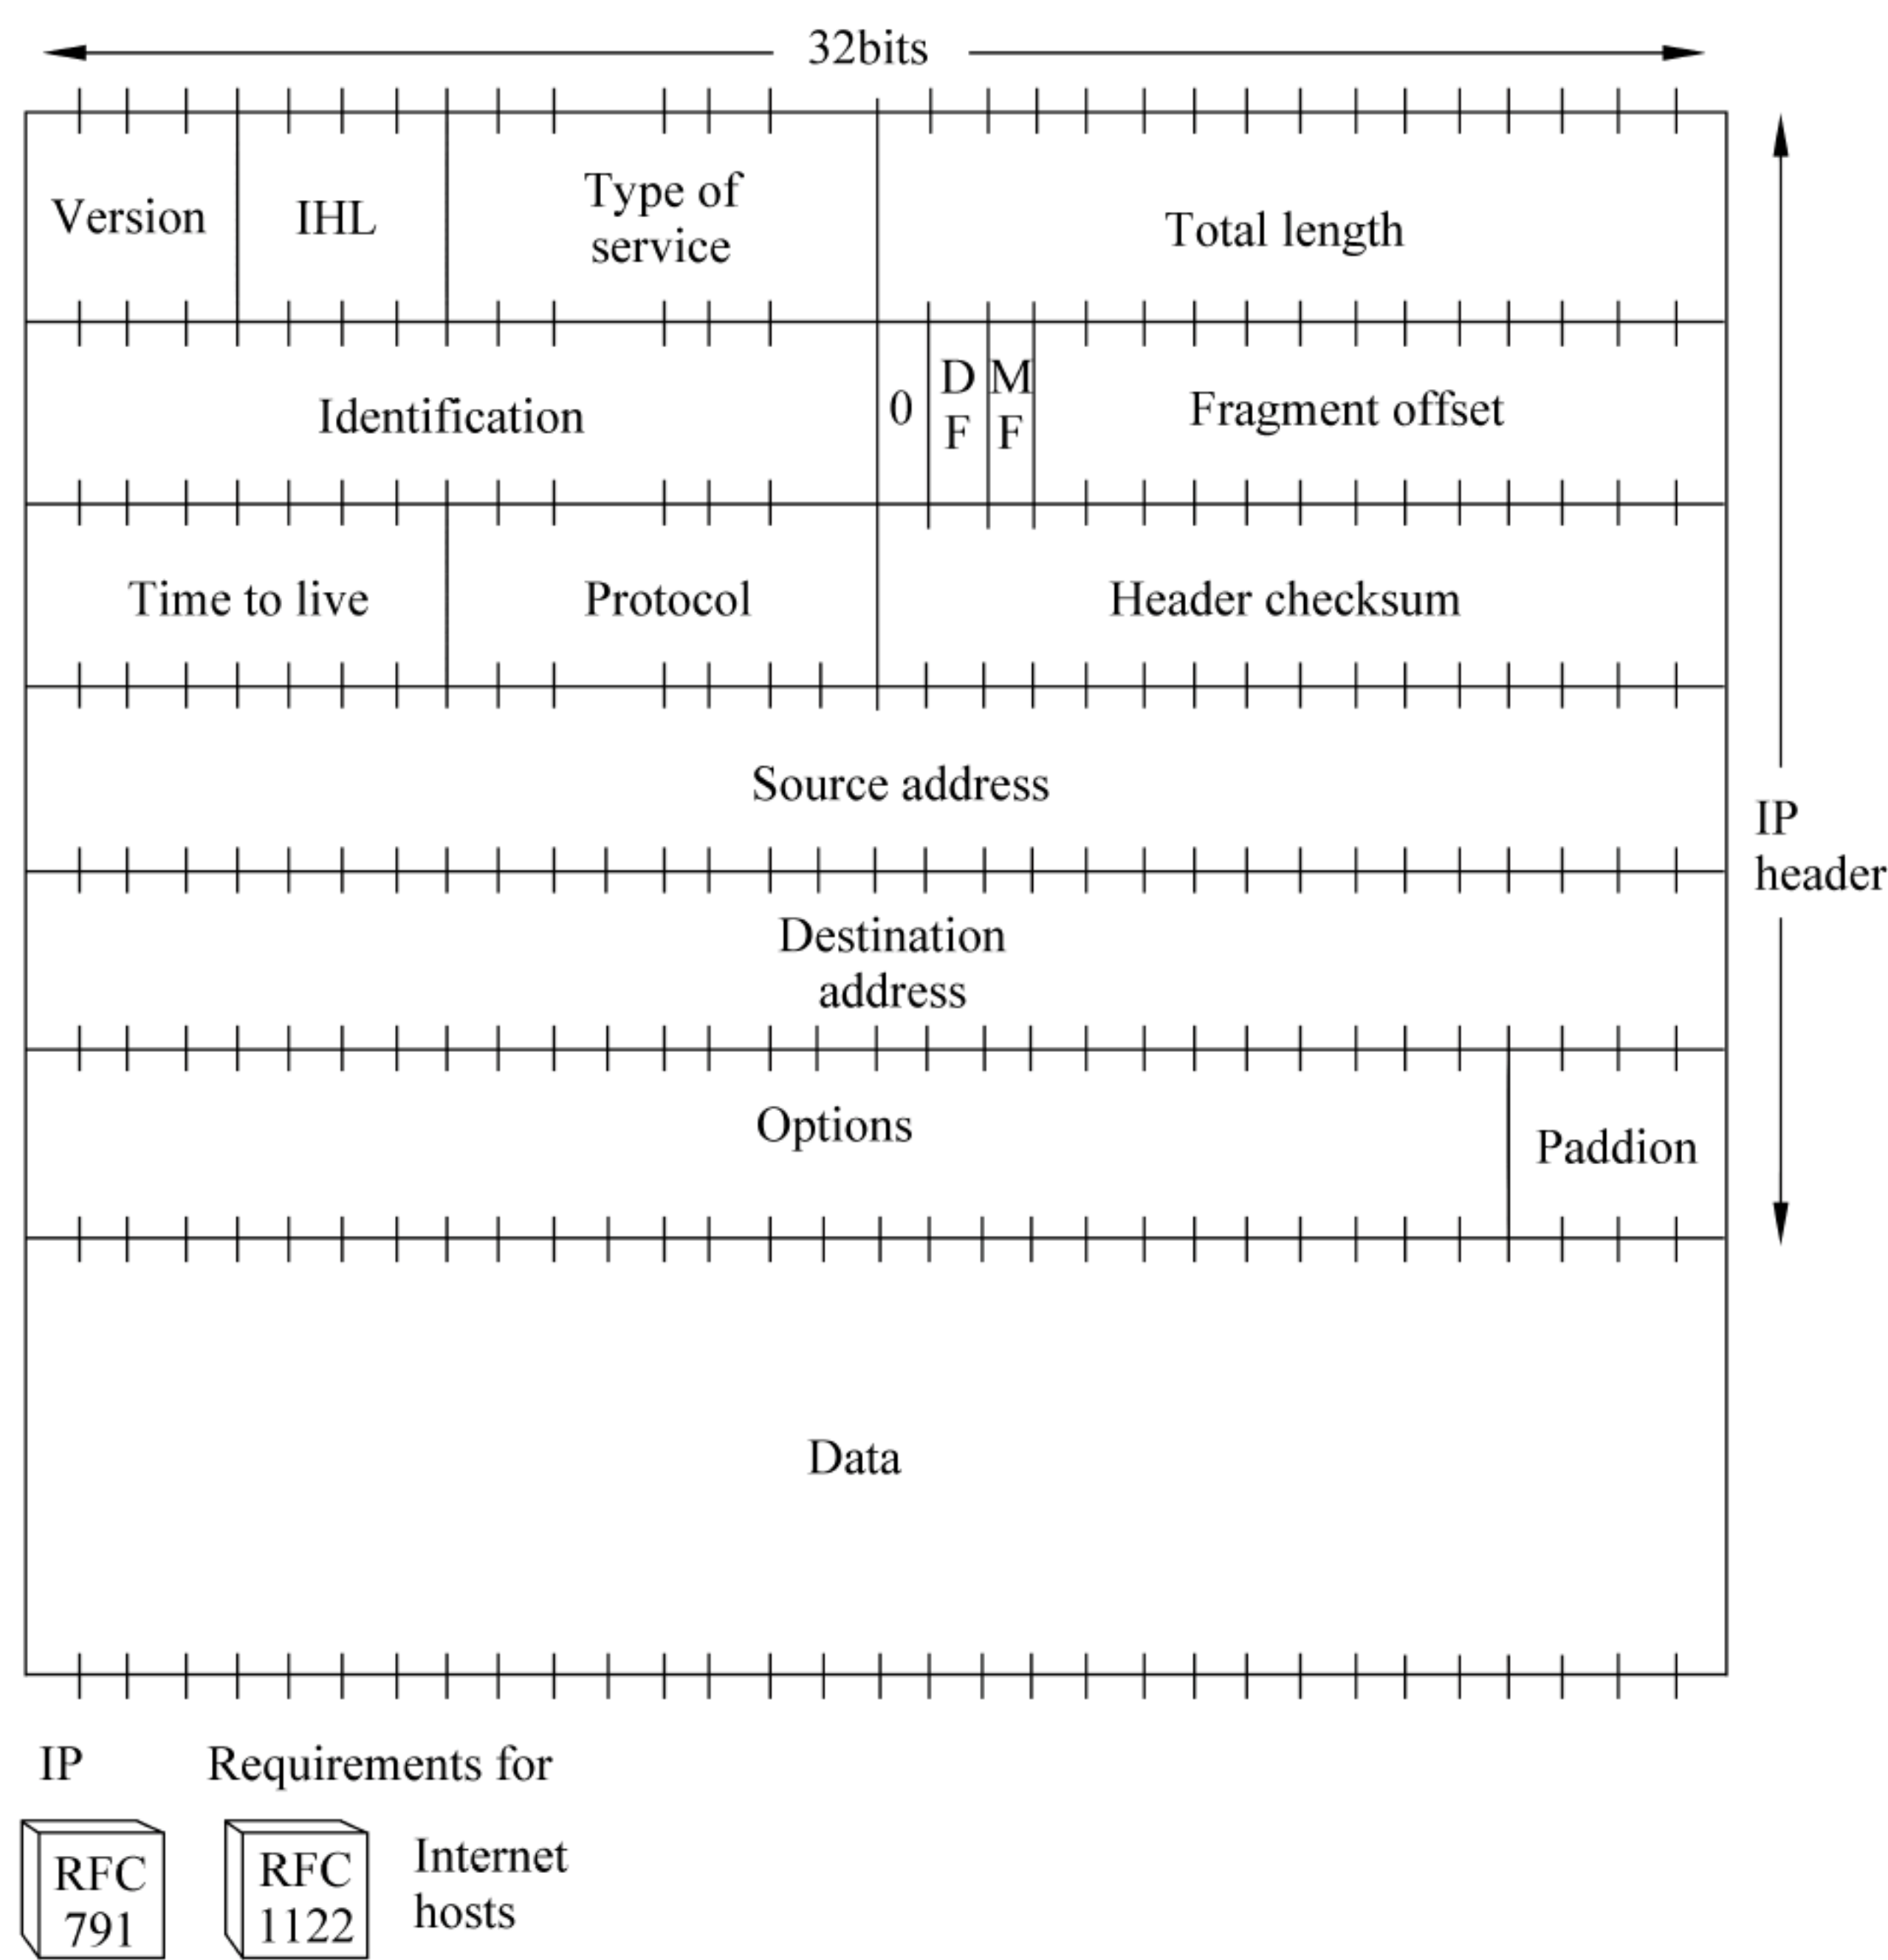 32bits
Version
IHL
Type of
service
Total length
Identification
0
D
F
M
F
Fragment offset
Time to live
Protocol
Header checksum
Source address
IP
header
Destination
address
Options
Paddion
Data
IP
Requirements for
RFC
791
RFC
1122
Internet
hosts